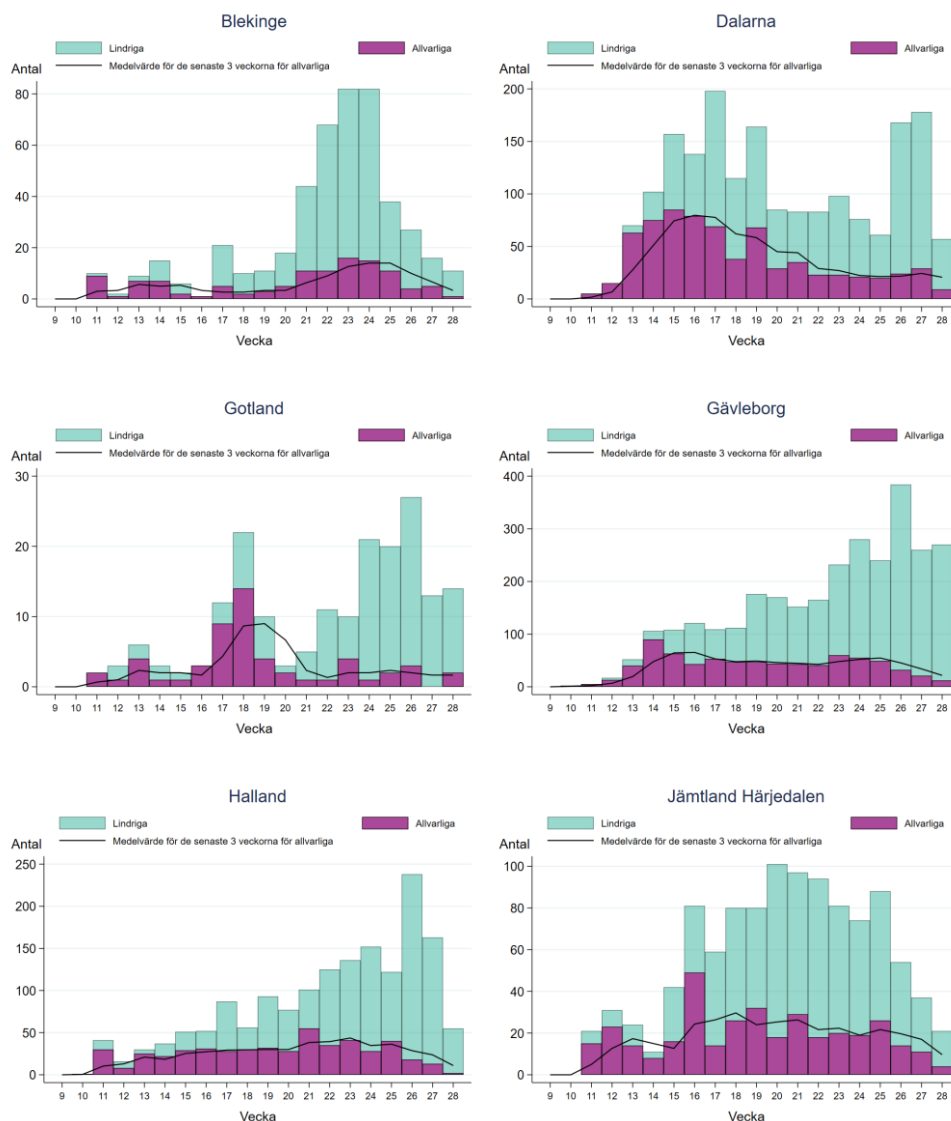 Blekinge
Lindriga Allvarliga
Medelvärde för de senaste 3 veckorna för allvarliga
Antal
80
60
40
20
0
9 10 11 12 13 14 15 16 17 18 19 20 21 22 23 24 25 26 27 28
Vecka
Dalarna
Lindriga Allvarliga
Medelvärde för de senaste 3 veckorna för allvarliga
Antal
200
150
100
50
0
9 10 11 12 13 14 15 16 17 18 19 20 21 22 23 24 25 26 27 28
Vecka
Gotland
Lindriga Allvarliga
Medelvärde för de senaste 3 veckorna för allvarliga
Antal
30
20
10
0
9 10 11 12 13 14 15 16 17 18 19 20 21 22 23 24 25 26 27 28
Vecka
Gävleborg
Lindriga Allvarliga
Medelvärde för de senaste 3 veckorna för allvarliga
Antal
400
300
200
100
0
9 10 11 12 13 14 15 16 17 18 19 20 21 22 23 24 25 26 27 28
Vecka
Halland
Lindriga Allvarliga
Medelvärde för de senaste 3 veckorna för allvarliga
Antal
250
200
150
100
50
0
9 10 11 12 13 14 15 16 17 18 19 20 21 22 23 24 25 26 27 28
Vecka
Jämtland Härjedalen
Lindriga Allvarliga
Medelvärde för de senaste 3 veckorna för allvarliga
Antal
100
80
60
40
20
0
9 10 11 12 13 14 15 16 17 18 19 20 21 22 23 24 25 26 27 28
Vecka